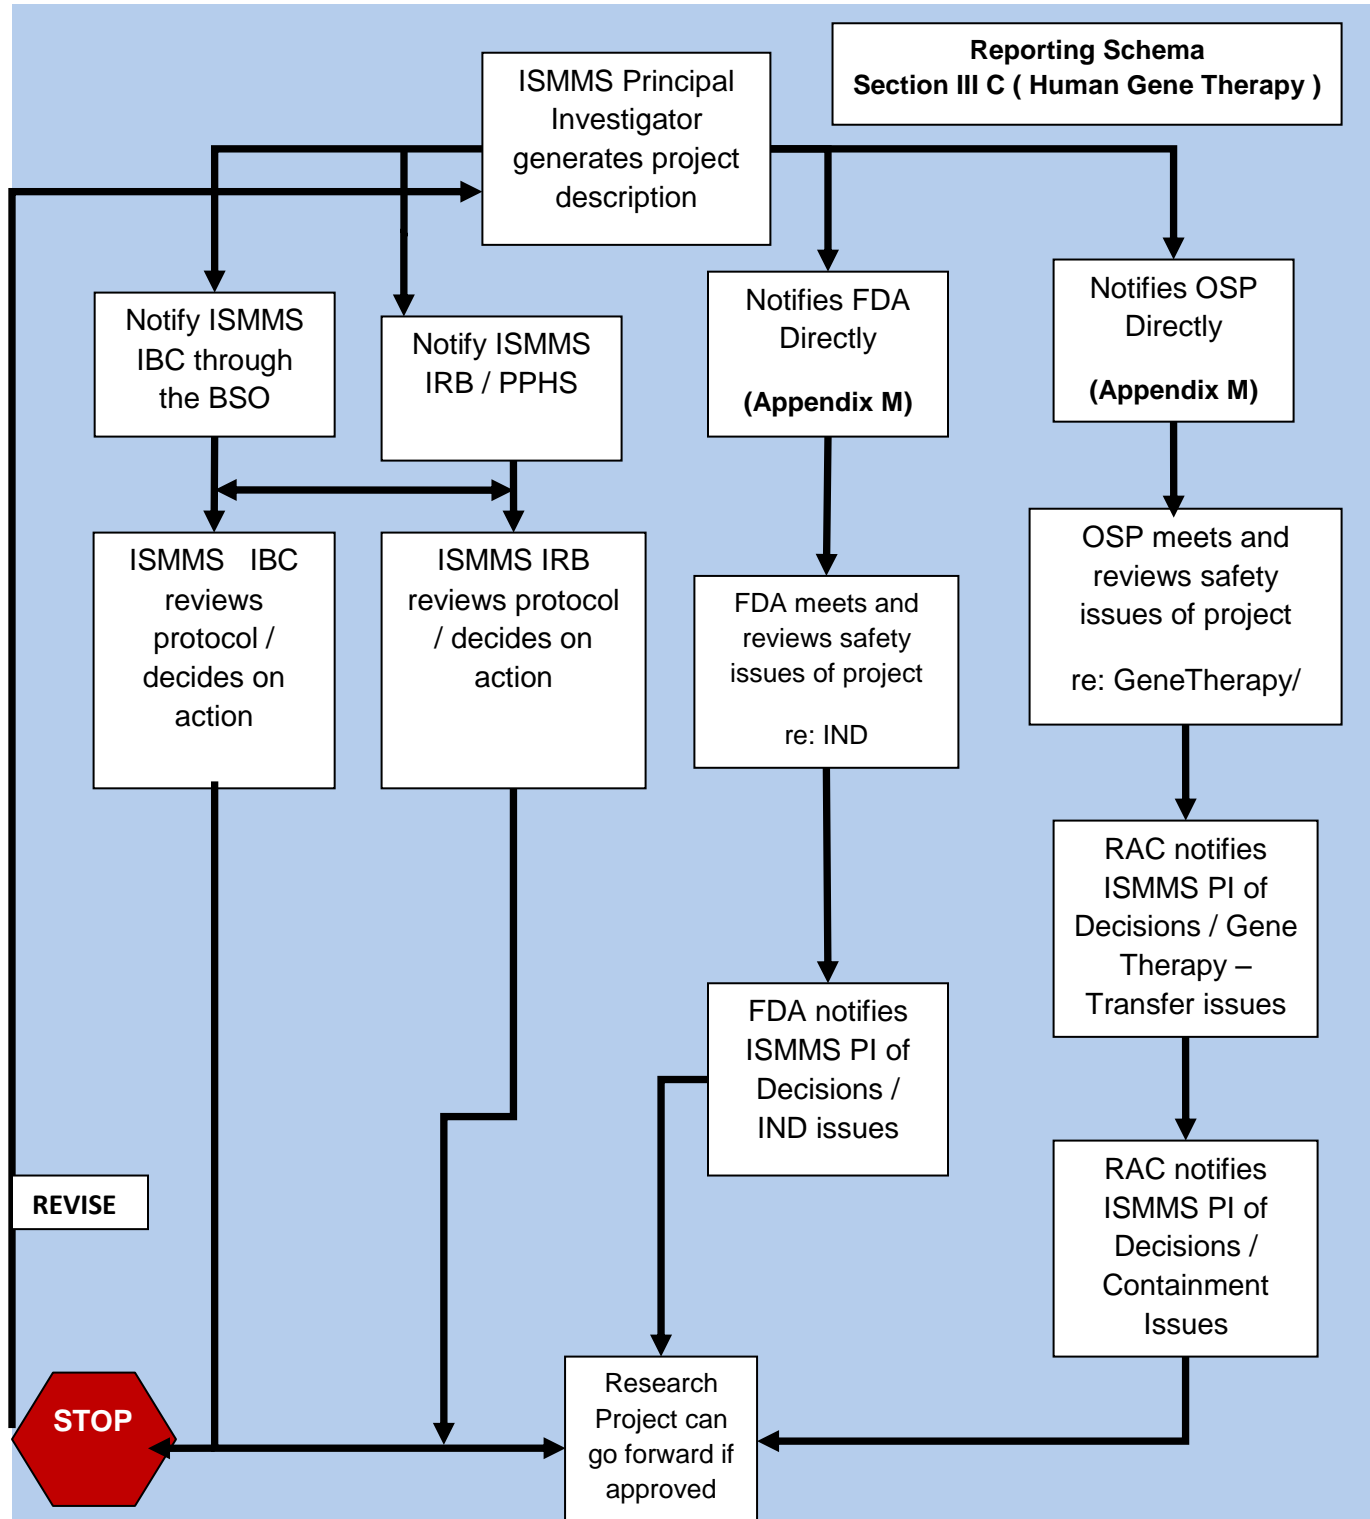 Reporting Schema
Section III C ( Human Gene Therapy )
ISMMS Principal
Investigator
generates project
description
Notify ISMMS
IBC through
the BSO
Notify ISMMS
IRB / PPHS
Notifies FDA
Directly
(Appendix M)
Notifies OSP
Directly
(Appendix M)
ISMMS IBC
reviews
protocol /
decides on
action
ISMMS IRB
reviews protocol
/ decides on
action
FDA meets and
reviews safety
issues of project
re: IND
OSP meets and
reviews safety
issues of project
re: GeneTherapy/
RAC notifies
ISMMS PI of
Decisions / Gene
Therapy –
Transfer issues
FDA notifies
ISMMS PI of
Decisions /
IND issues
RAC notifies
ISMMS PI of
Decisions /
Containment
Issues
REVISE
STOP
Research
Project can
go forward if
approved